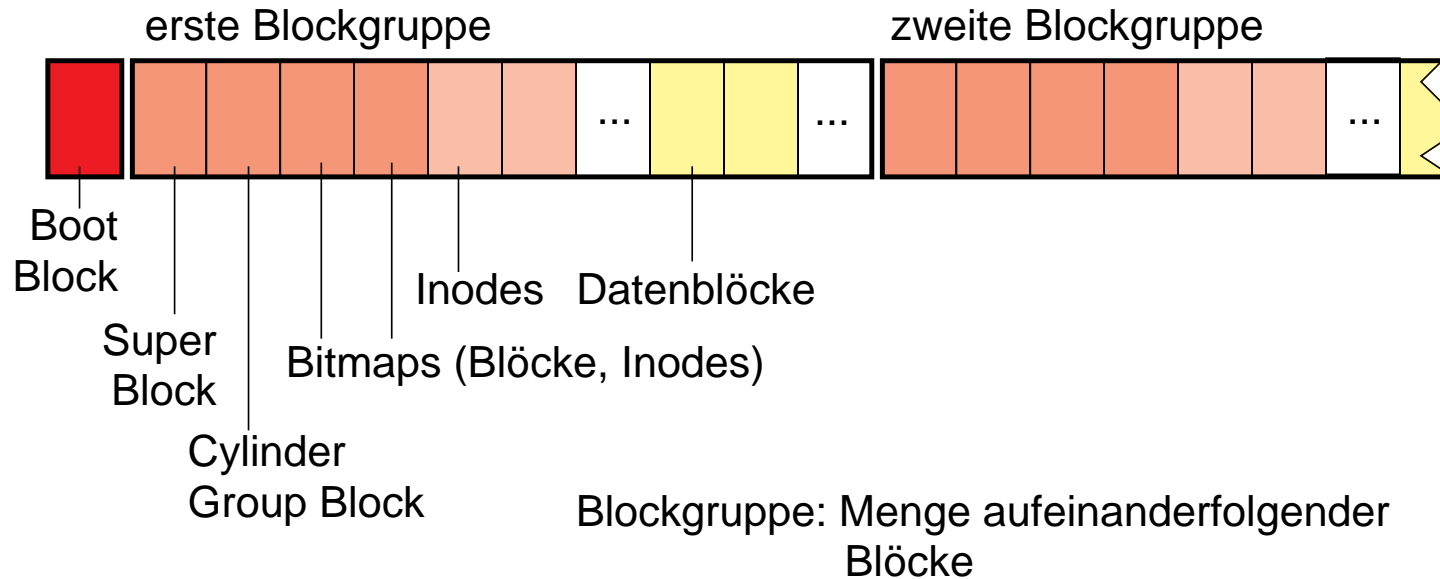 erste Blockgruppe
zweite Blockgruppe
...
...
...
Boot
Block
Inodes
Datenblöcke
Super
Block
Bitmaps (Blöcke, Inodes)
Cylinder
Group Block
Blockgruppe: Menge aufeinanderfolgender
Blöcke